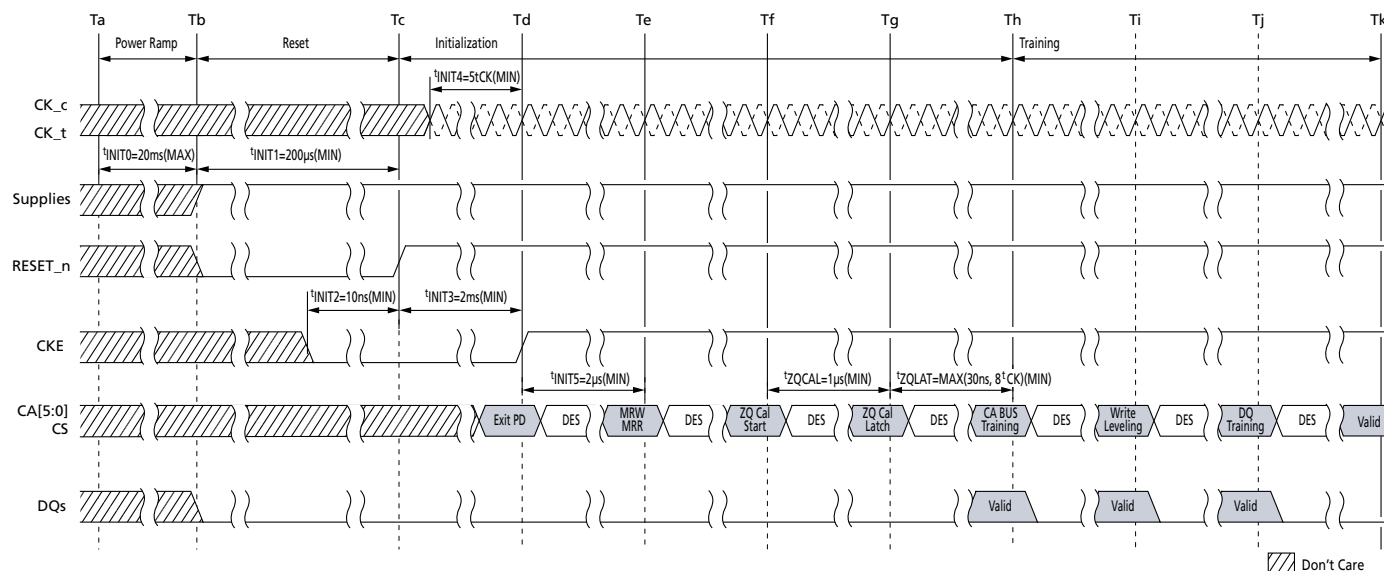 Ta Tb Tc Td Te Tf Tg Th Ti Tj Tk
Power Ramp Reset Initialization Training
tINIT4=5tCK(MIN)
CK_c
CK_t
tINIT0=20ms(MAX) tINIT1=200μs(MIN)
Supplies
RESET_n
tINIT2=10ns(MIN) tINIT3=2ms(MIN)
CKE
tINIT5=2μs(MIN) tZQCAL=1μs(MIN) tZQLAT=MAX(30ns, 8tCK)(MIN)
CA[5:0]
CS
Exit PD DES
MRW
MRR
DES
ZQ Cal
Start
DES
ZQ Cal
Latch
DES
CA BUS
Training
DES
Write
Leveling
DES
DQ
Training
DES Valid
DQs Valid Valid Valid
Don't Care